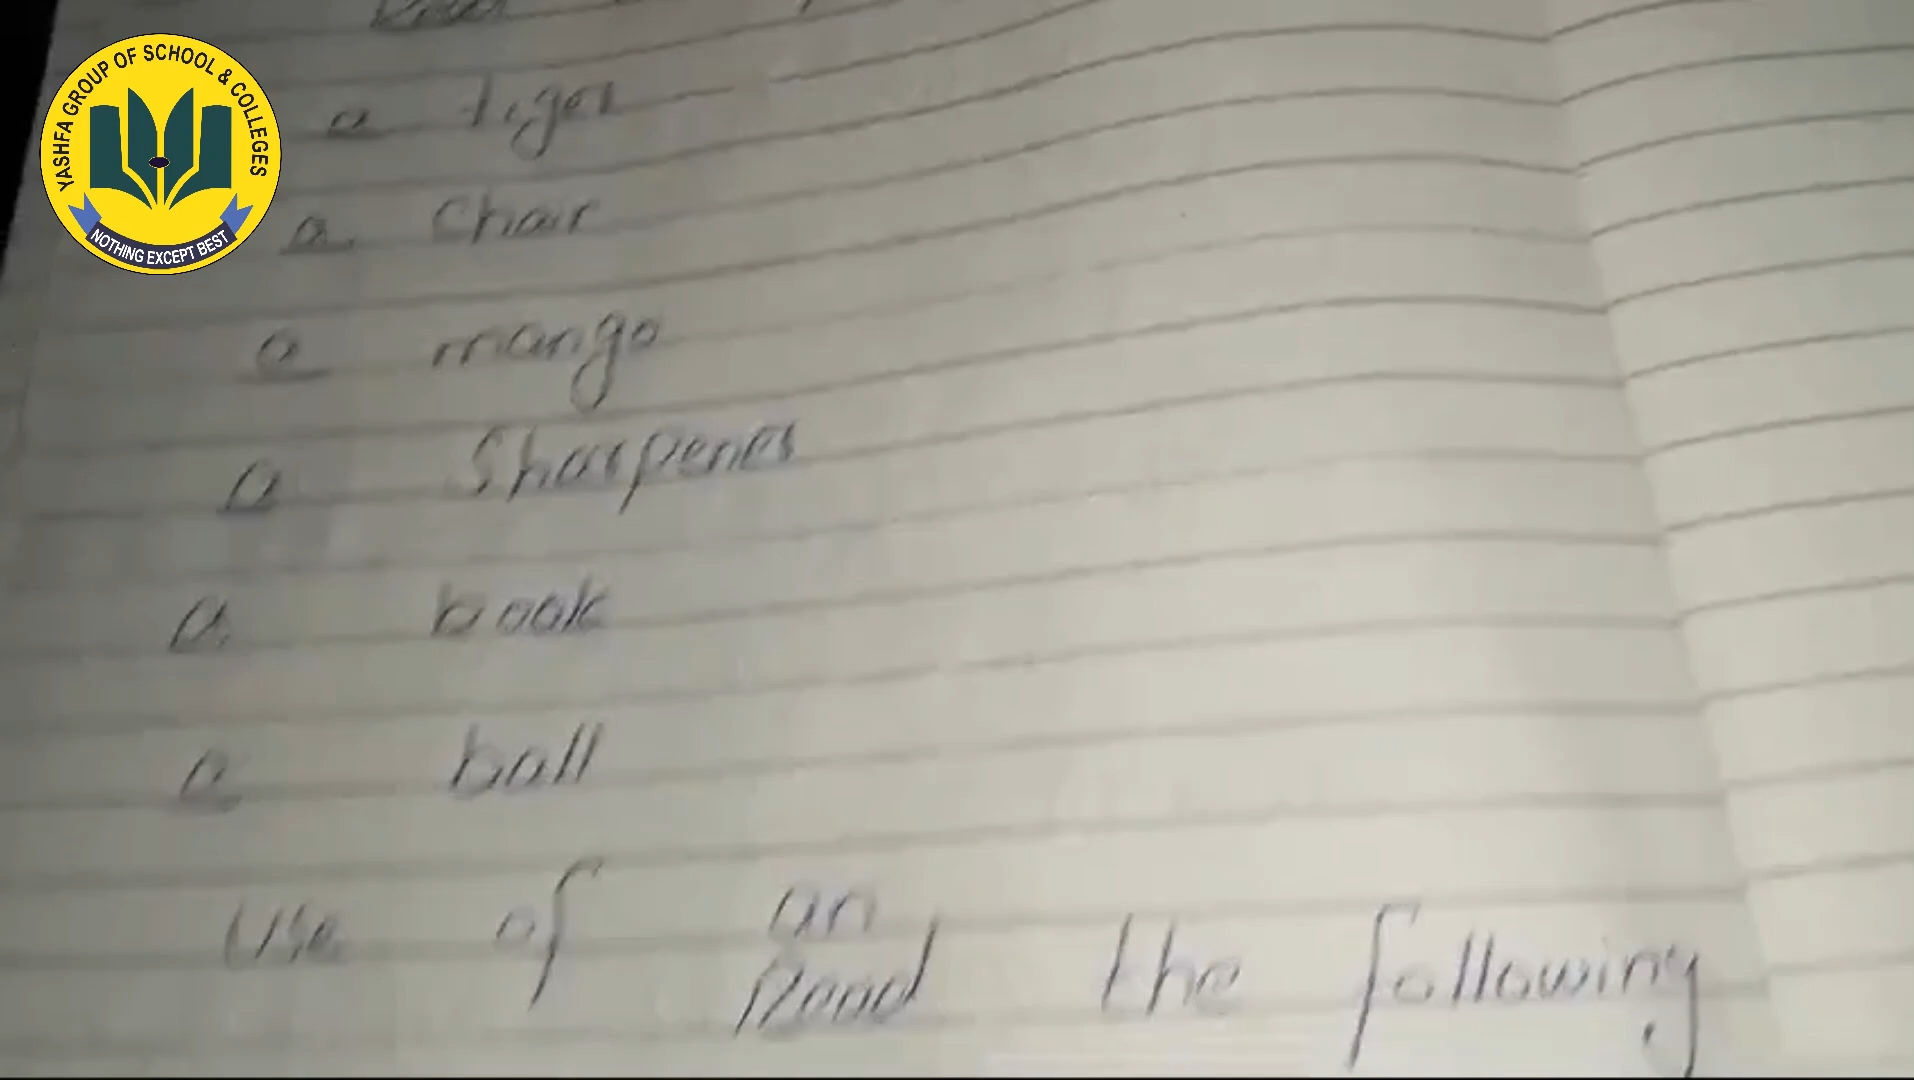 YASHFA GROUP OF SCHOOL & COLLEGES
NOTHING EXCEPT BEST
a tiger
a chair
a mango
a Sharpener
a book
a ball
Use of an
Read the following